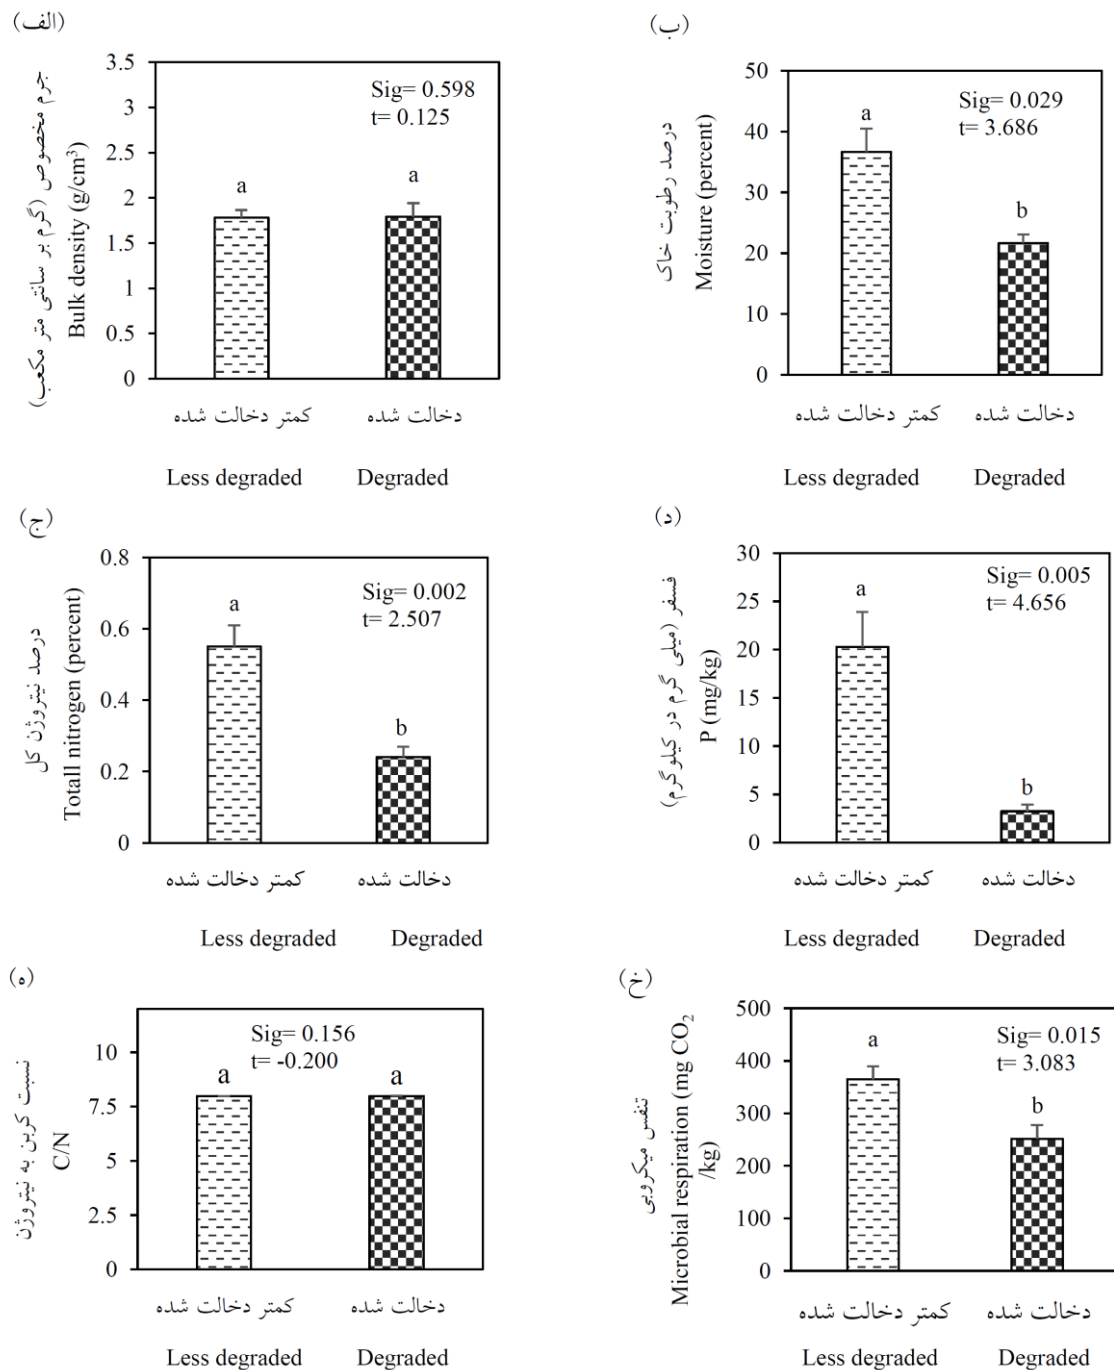 (الف)
جرم مخصوص (گرم بر سانتی متر مکعب)
Bulk density (g/cm³)
3.5
3
2.5
2
1.5
1
0.5
0
Sig= 0.598
t= 0.125
a
a
کمتر دخالت شده
دخالت شده
Less degraded
Degraded
(ب)
درصد رطوبت خاک
Moisture (percent)
50
40
30
20
10
0
Sig= 0.029
t= 3.686
a
b
کمتر دخالت شده
دخالت شده
Less degraded
Degraded
(ج)
درصد نیتروژن کل
Totall nitrogen (percent)
0.8
0.6
0.4
0.2
0
Sig= 0.002
t= 2.507
a
b
کمتر دخالت شده
دخالت شده
Less degraded
Degraded
(د)
فسفر (میلی گرم در کیلوگرم)
P (mg/kg)
30
25
20
15
10
5
0
Sig= 0.005
t= 4.656
a
b
کمتر دخالت شده
دخالت شده
Less degraded
Degraded
(ه)
نسبت کربن به نیتروژن
C/N
10
7.5
5
2.5
0
Sig= 0.156
t= -0.200
a
a
کمتر دخالت شده
دخالت شده
Less degraded
Degraded
(خ)
تنفس میکروبی
Microbial respiration (mg CO₂
/kg)
500
400
300
200
100
0
Sig= 0.015
t= 3.083
a
b
کمتر دخالت شده
دخالت شده
Less degraded
Degraded